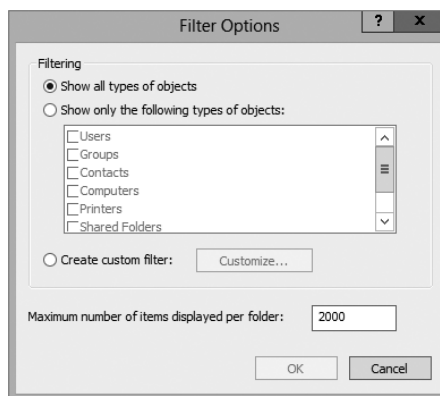 Filter Options
? x
Filtering
Show all types of objects
Show only the following types of objects:
Users
Groups
Contacts
Computers
Printers
Shared Folders
Create custom filter:
Customize...
Maximum number of items displayed per folder:
2000
OK
Cancel